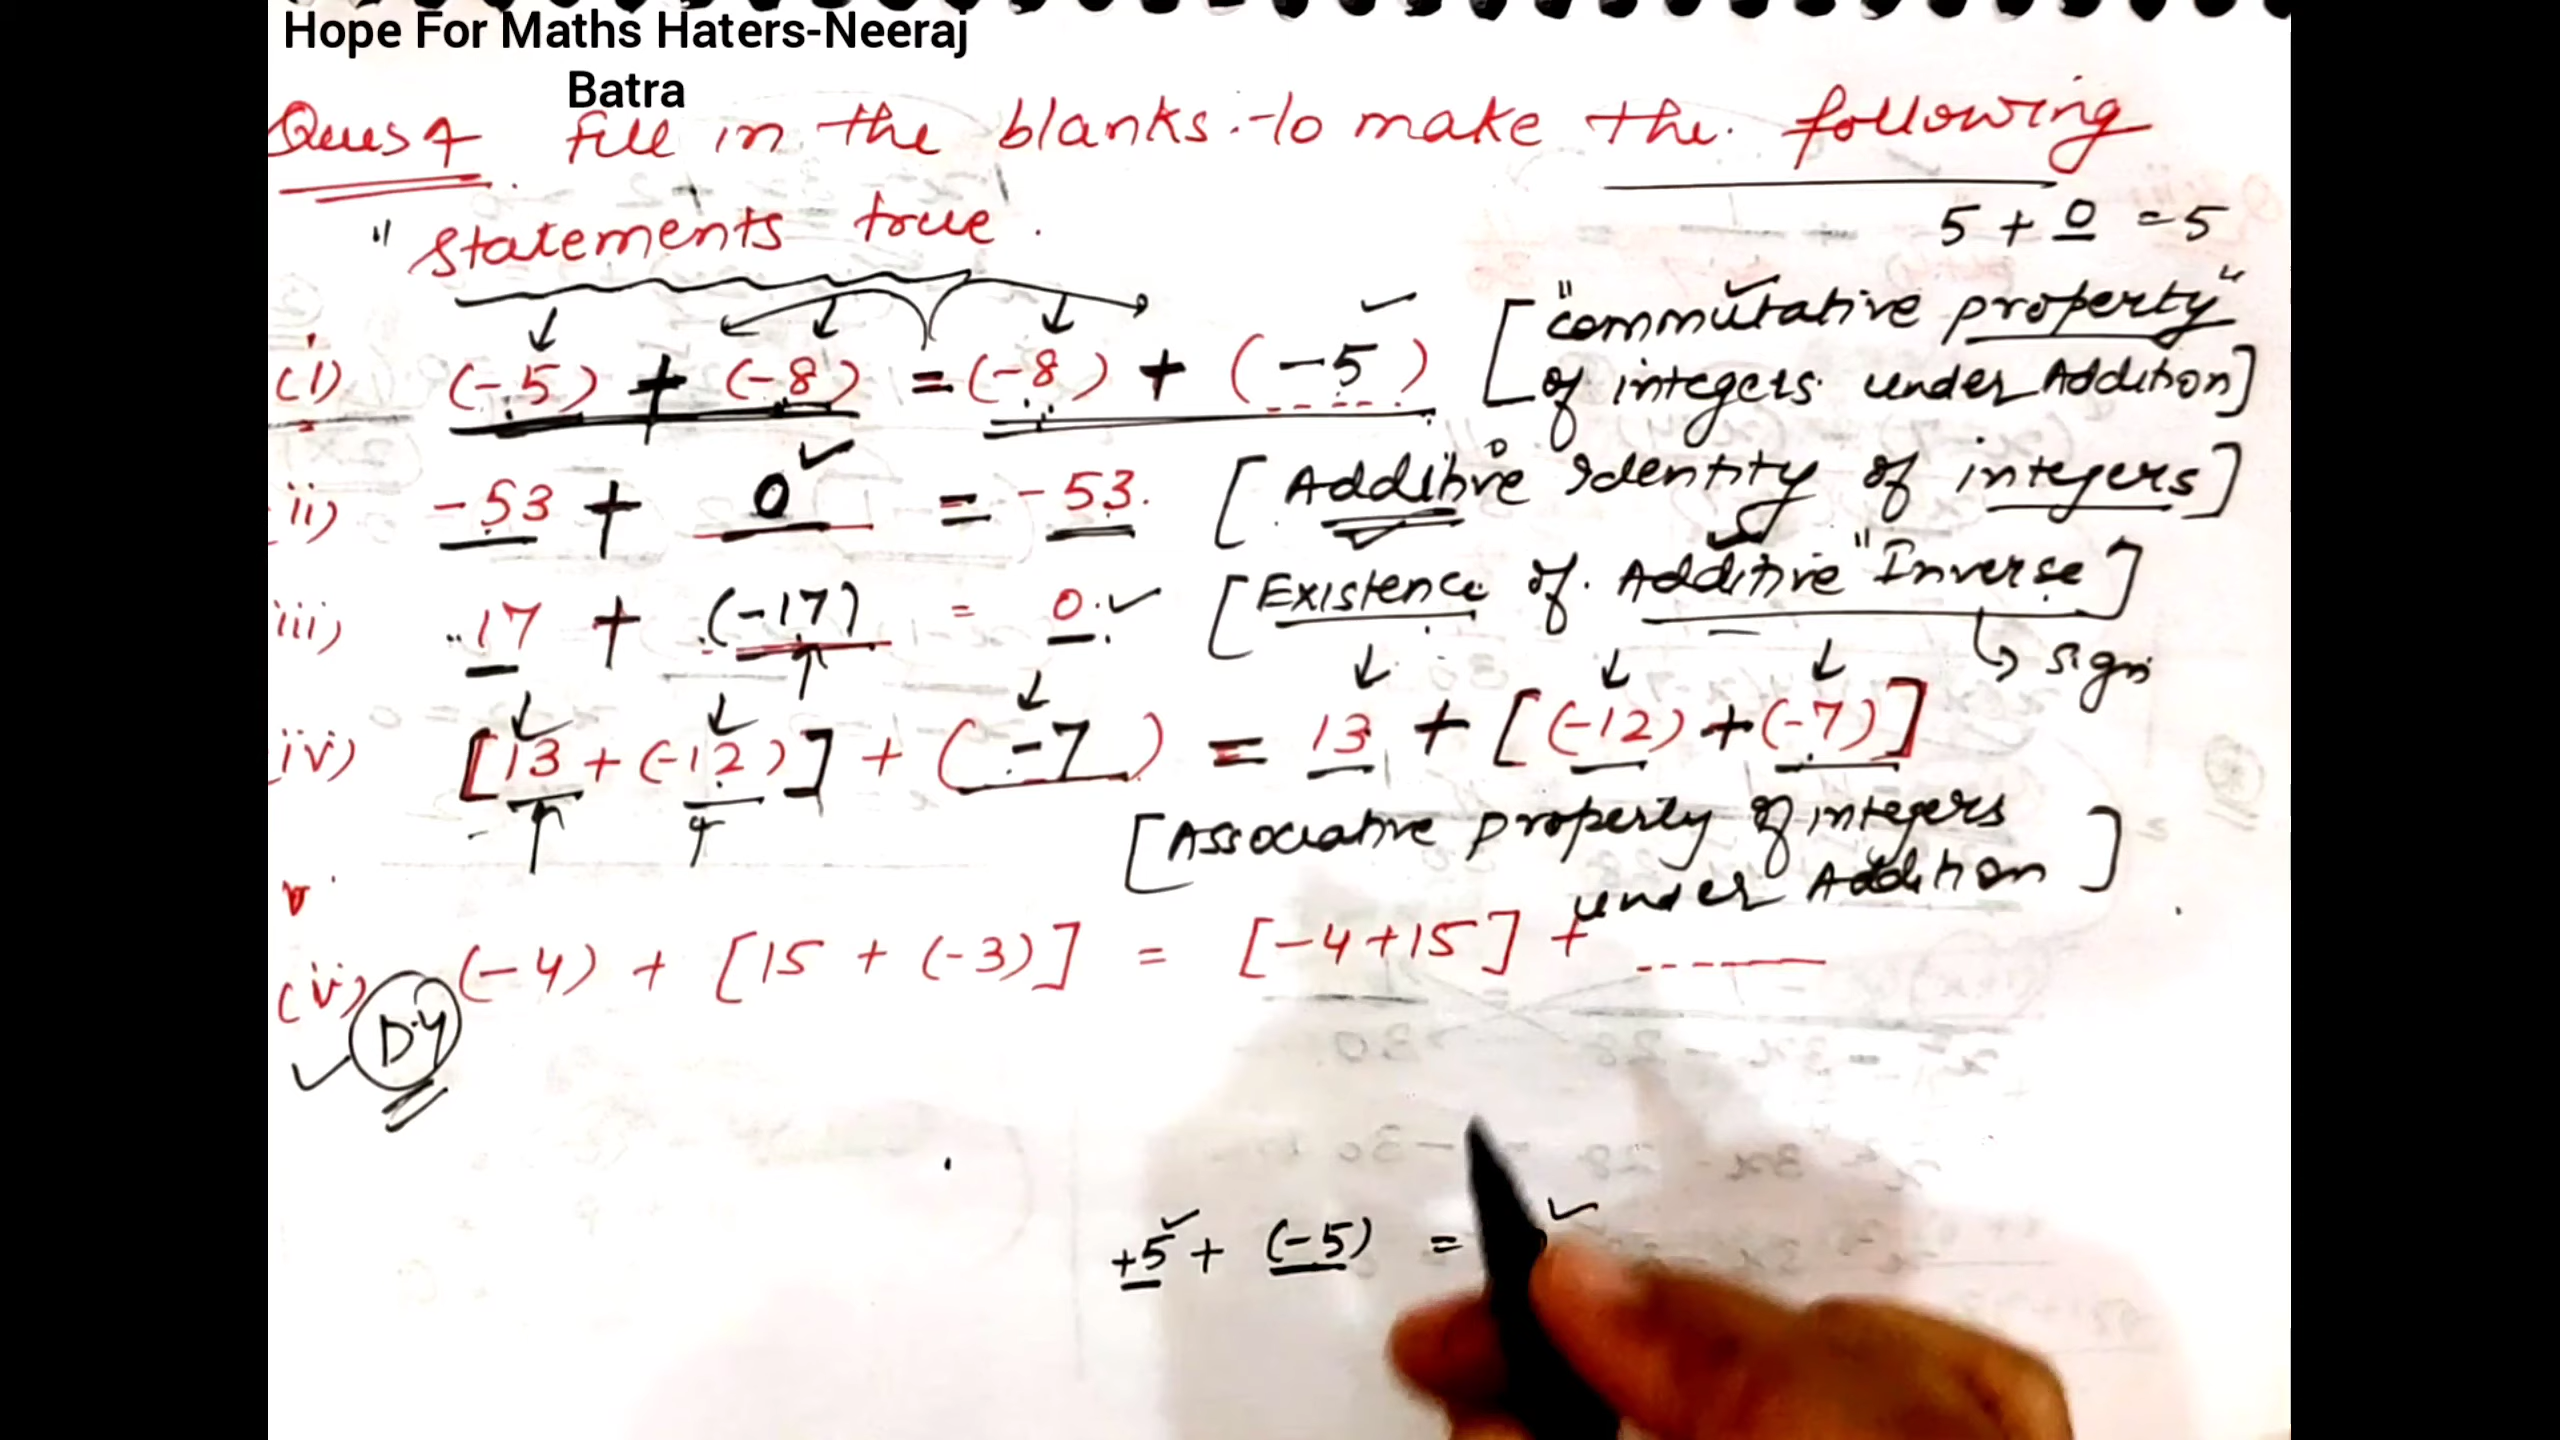 Hope For Maths Haters-Neeraj
Batra
Ques 4 Fill in the blanks to make the following
" statements true.
5 + 0 = 5
(i) (-5) + (-8) = (-8) + (-5) ["commutative property"
of integers under Addition]
ii) -53 + 0 = -53. [Additive Identity of integers]
iii) 17 + (-17) = 0. [Existence of Additive "Inverse]
sign
iv) [13 + (-12)] + (-7) = 13 + [(-12) + (-7)]
[Associative property of integers
under Addition]
(v) (-4) + [15 + (-3)] = [-4+15] + ------
D.Y
+5 + (-5) =